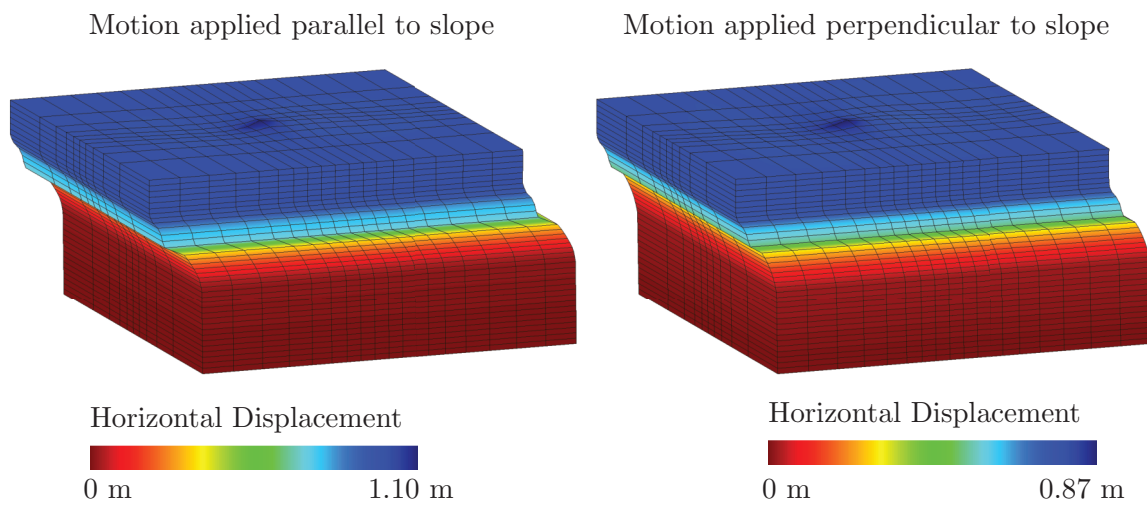 Motion applied parallel to slope
Motion applied perpendicular to slope
Horizontal Displacement
0 m
1.10 m
Horizontal Displacement
0 m
0.87 m